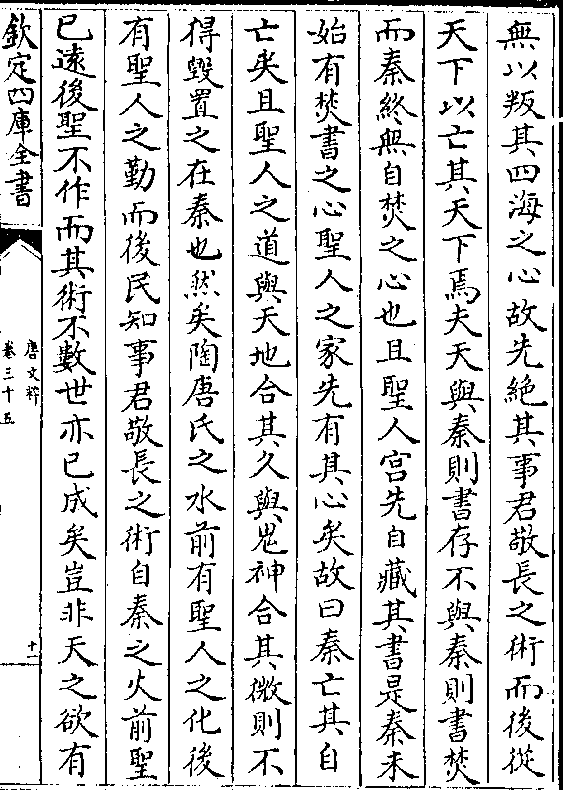 無以叛其四海之心故先絶其事君敬長之術而後從
天下以亡其天下焉夫天與秦則書存不與秦則書焚
而秦終無自焚之心也且聖人宫先自藏其書是秦未
始有焚書之心聖人之家先有其心矣故曰秦亡其自
亡矣且聖人之道與天地合其久與鬼神合其微則不
得毀置之在秦也然矣陶唐氏之水前有聖人之化後
有聖人之勤而後民知事君敬長之術自秦之火前聖
已逺後聖不作而其術不數世亦已成矣豈非天之欲有
欽定四庫全書
唐文粹
卷三十五
十一